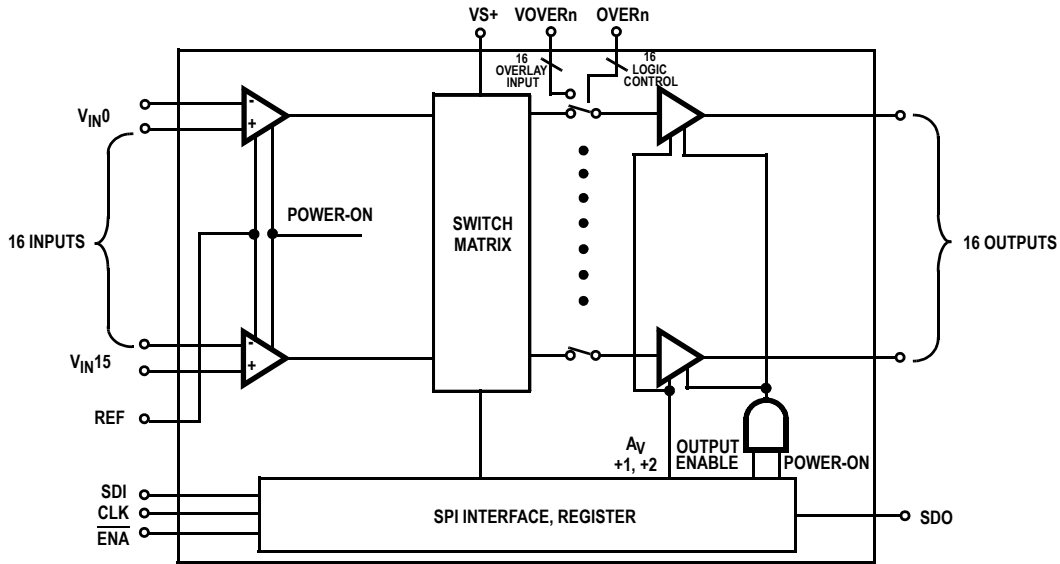 VS+ VOVERn OVERn
16
OVERLAY
INPUT
16
LOGIC
CONTROL
VIN0
-
+
POWER-ON
SWITCH
MATRIX
16 INPUTS
16 OUTPUTS
-
+
VIN15
REF
AV
+1, +2
OUTPUT
ENABLE
POWER-ON
SDI
CLK
ENA
SPI INTERFACE, REGISTER
SDO